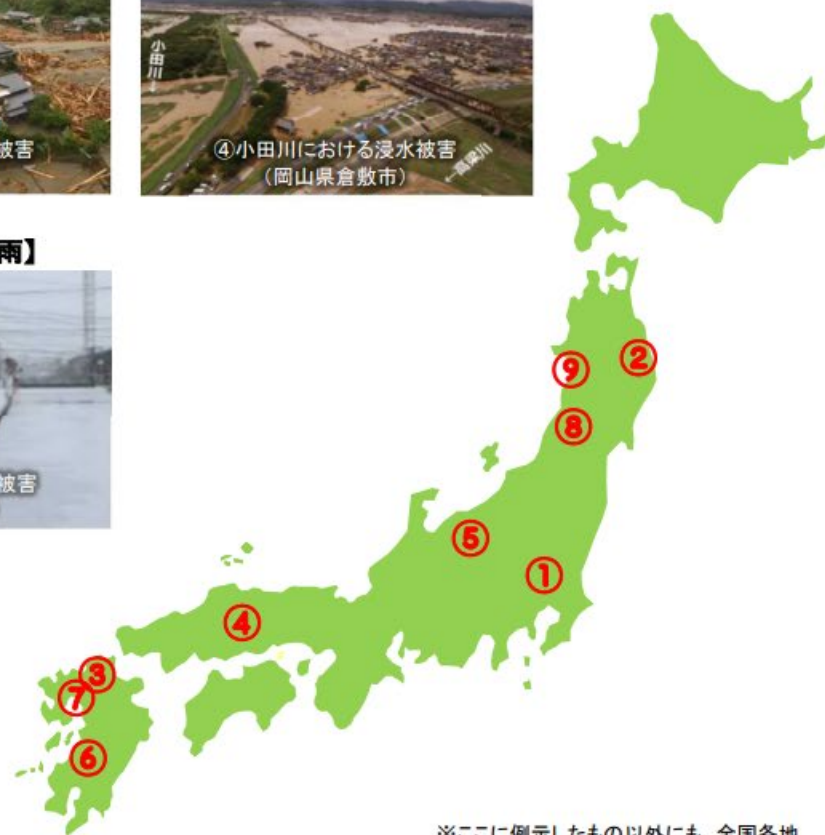 被害
小田川→
④小田川における浸水被害
(岡山県倉敷市)
←高梁川
雨】
被害
⑨
②
⑧
⑤
①
④
③
⑦
⑥
※ここに例示したもの以外にも、全国各地